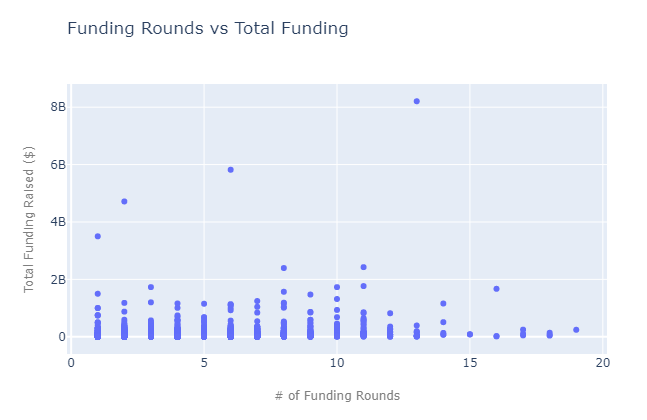 Funding Rounds vs Total Funding
Total Funding Raised ($)
8B
6B
4B
2B
0
0
5
10
15
20
# of Funding Rounds